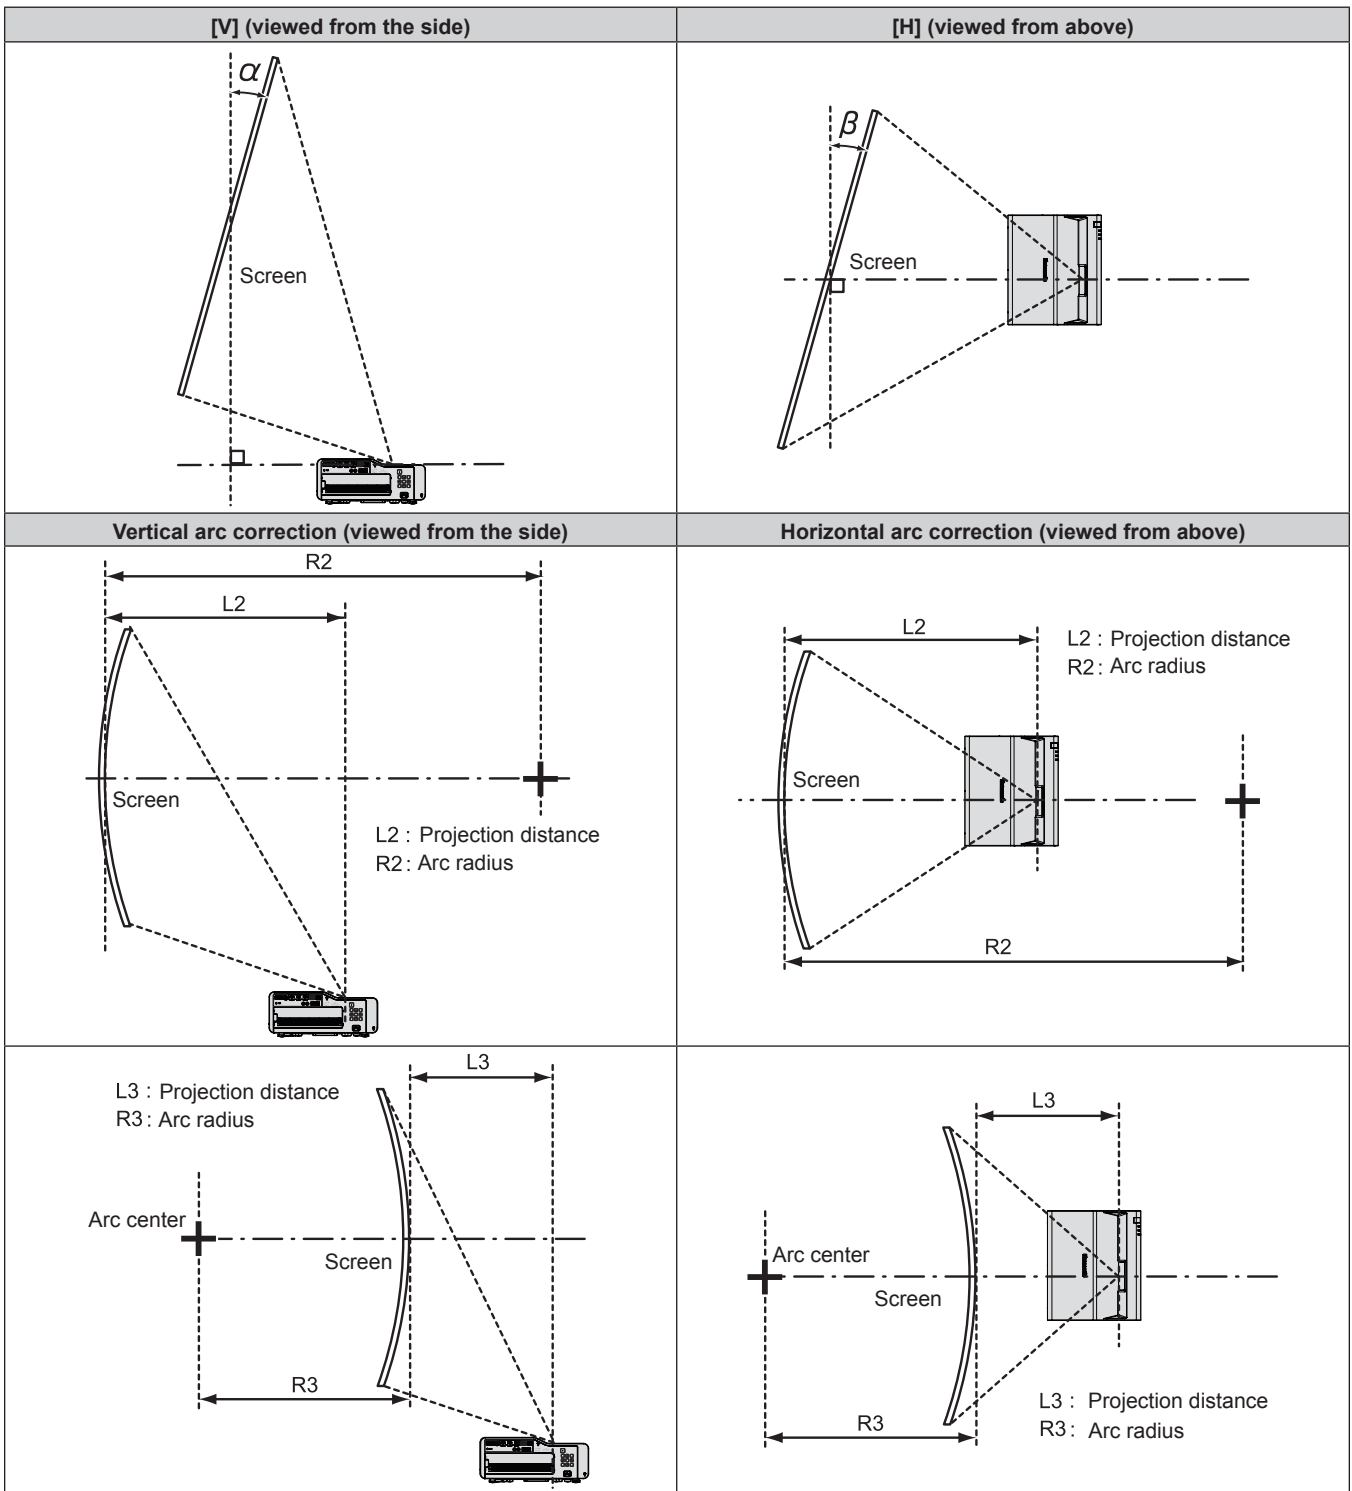 [V] (viewed from the side)
[H] (viewed from above)
α
Screen
β
Screen
Vertical arc correction (viewed from the side)
Horizontal arc correction (viewed from above)
R2
L2
Screen
L2 : Projection distance
R2 : Arc radius
L2
L2 : Projection distance
R2 : Arc radius
Screen
R2
L3
L3 : Projection distance
R3 : Arc radius
Arc center
Screen
R3
L3
Arc center
Screen
L3 : Projection distance
R3 : Arc radius
R3